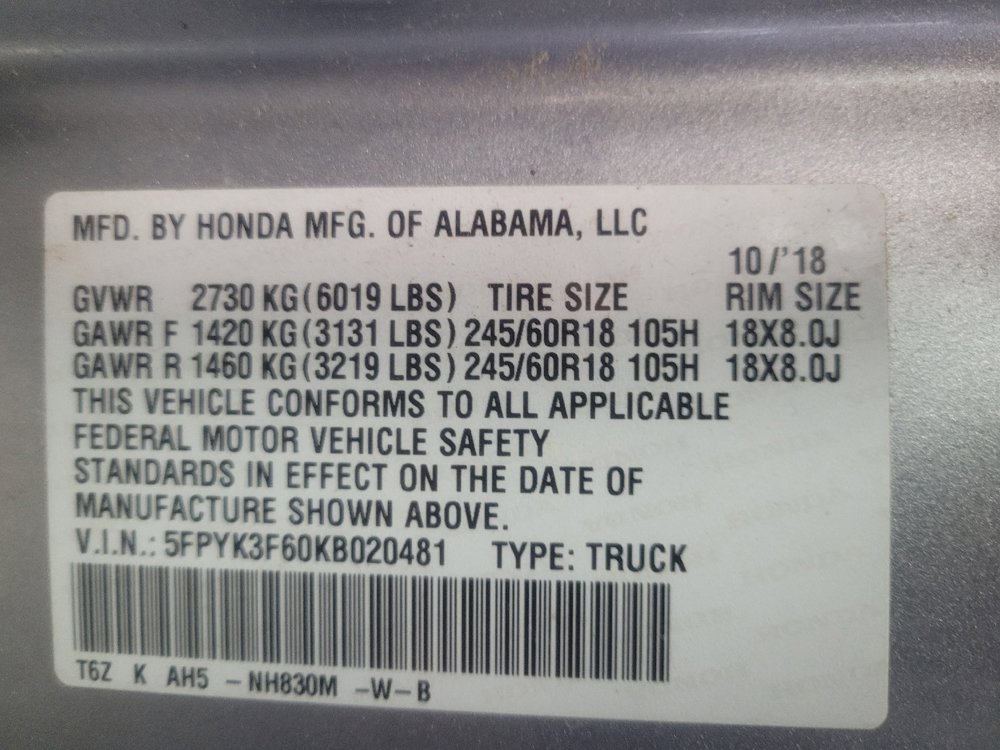 MFD. BY HONDA MFG. OF ALABAMA, LLC
10/'18
GVWR 2730 KG (6019 LBS) TIRE SIZE RIM SIZE
GAWR F 1420 KG (3131 LBS) 245/60R18 105H 18X8.0J
GAWR R 1460 KG (3219 LBS) 245/60R18 105H 18X8.0J
THIS VEHICLE CONFORMS TO ALL APPLICABLE
FEDERAL MOTOR VEHICLE SAFETY
STANDARDS IN EFFECT ON THE DATE OF
MANUFACTURE SHOWN ABOVE.
V.I.N.: 5FPYK3F60KB020481 TYPE: TRUCK
T6Z K AH5 -NH830M -W-B